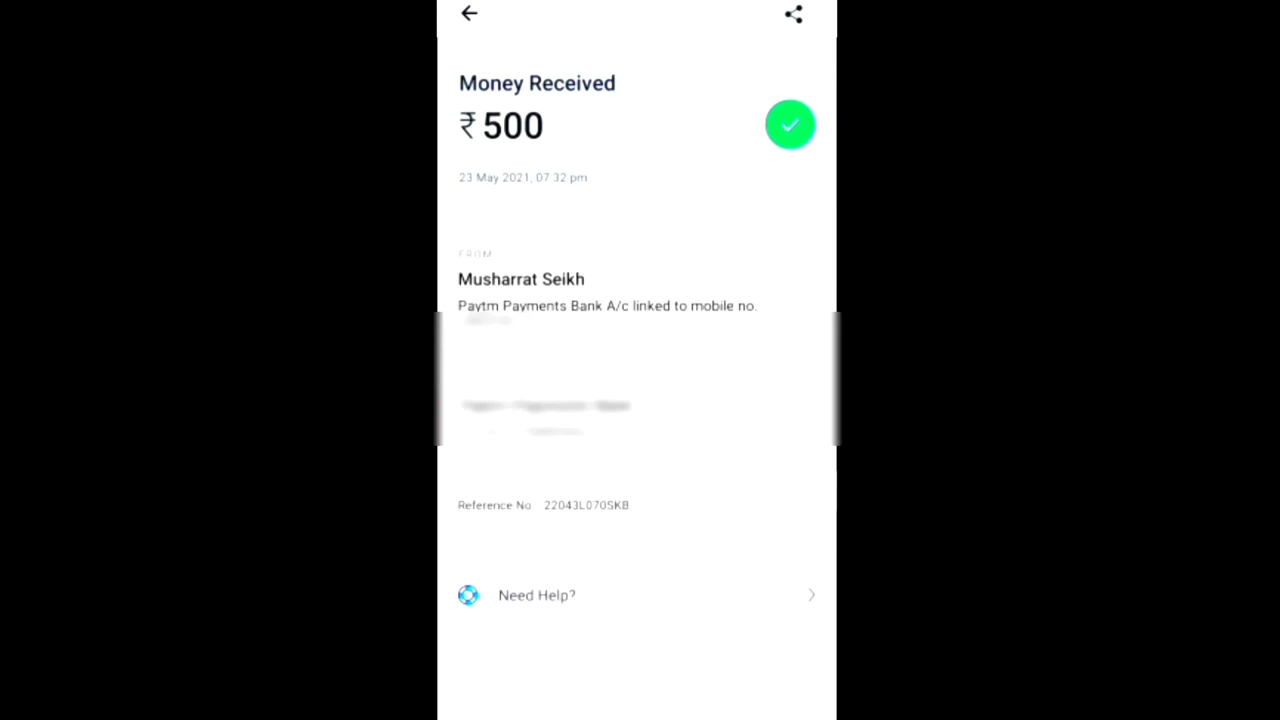 Money Received
₹500
23 May 2021, 07 32 pm
FROM
Musharrat Seikh
Paytm Payments Bank A/c linked to mobile no.
Reference No 22043L070SKB
Need Help?